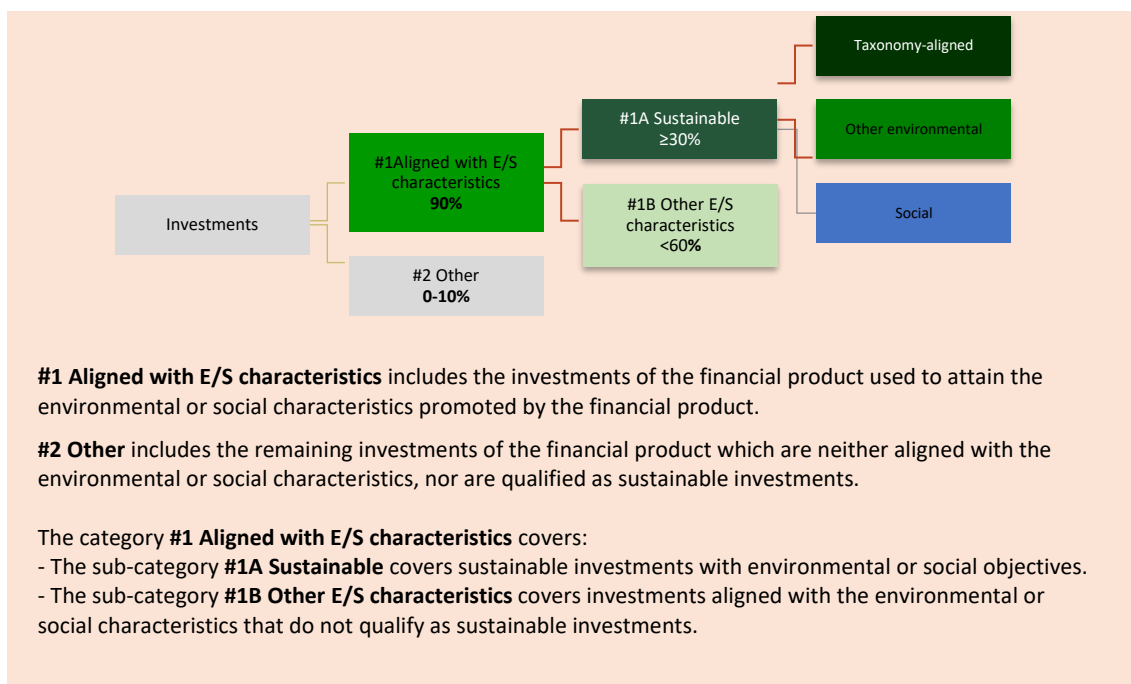 Taxonomy-aligned
#1A Sustainable
≥30%
Other environmental
#1Aligned with E/S
characteristics
90%
#1B Other E/S
characteristics
<60%
Social
Investments
#2 Other
0-10%
#1 Aligned with E/S characteristics includes the investments of the financial product used to attain the
environmental or social characteristics promoted by the financial product.
#2 Other includes the remaining investments of the financial product which are neither aligned with the
environmental or social characteristics, nor are qualified as sustainable investments.
The category #1 Aligned with E/S characteristics covers:
- The sub-category #1A Sustainable covers sustainable investments with environmental or social objectives.
- The sub-category #1B Other E/S characteristics covers investments aligned with the environmental or
social characteristics that do not qualify as sustainable investments.